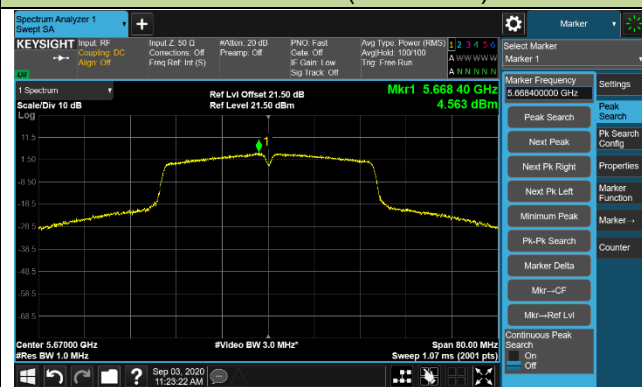 Spectrum Analyzer 1
Swept SA
Marker
KEYSIGHT
Input: RF
Coupling: DC
Align: Off
Input Z: 50 Ω
Corrections: Off
Freq Ref: Int (S)
#Atten: 20 dB
Preamp: Off
PNO: Fast
Gate: Off
IF Gain: Low
Sig Track: Off
Avg Type: Power (RMS)
Avg|Hold: 100/100
Trig: Free Run
1 2 3 4 5 6
A W W W W W
A N N N N N
LNI
Select Marker
Marker 1
1 Spectrum
Scale/Div 10 dB
Log
Ref Lvl Offset 21.50 dB
Ref Level 21.50 dBm
Mkr1 5.668 40 GHz
4.563 dBm
11.5
1.50
-8.50
-18.5
-28.5
-38.5
-48.5
-58.5
-68.5
1
Center 5.67000 GHz
#Res BW 1.0 MHz
#Video BW 3.0 MHz*
Span 80.00 MHz
Sweep 1.07 ms (2001 pts)
Marker Frequency
5.668400000 GHz
Peak Search
Next Peak
Next Pk Right
Next Pk Left
Minimum Peak
Pk-Pk Search
Marker Delta
Mkr→CF
Mkr→Ref Lvl
Continuous Peak
Search
On
Off
Settings
Peak
Search
Pk Search
Config
Properties
Marker
Function
Marker→
Counter
Sep 03, 2020
11:23:22 AM